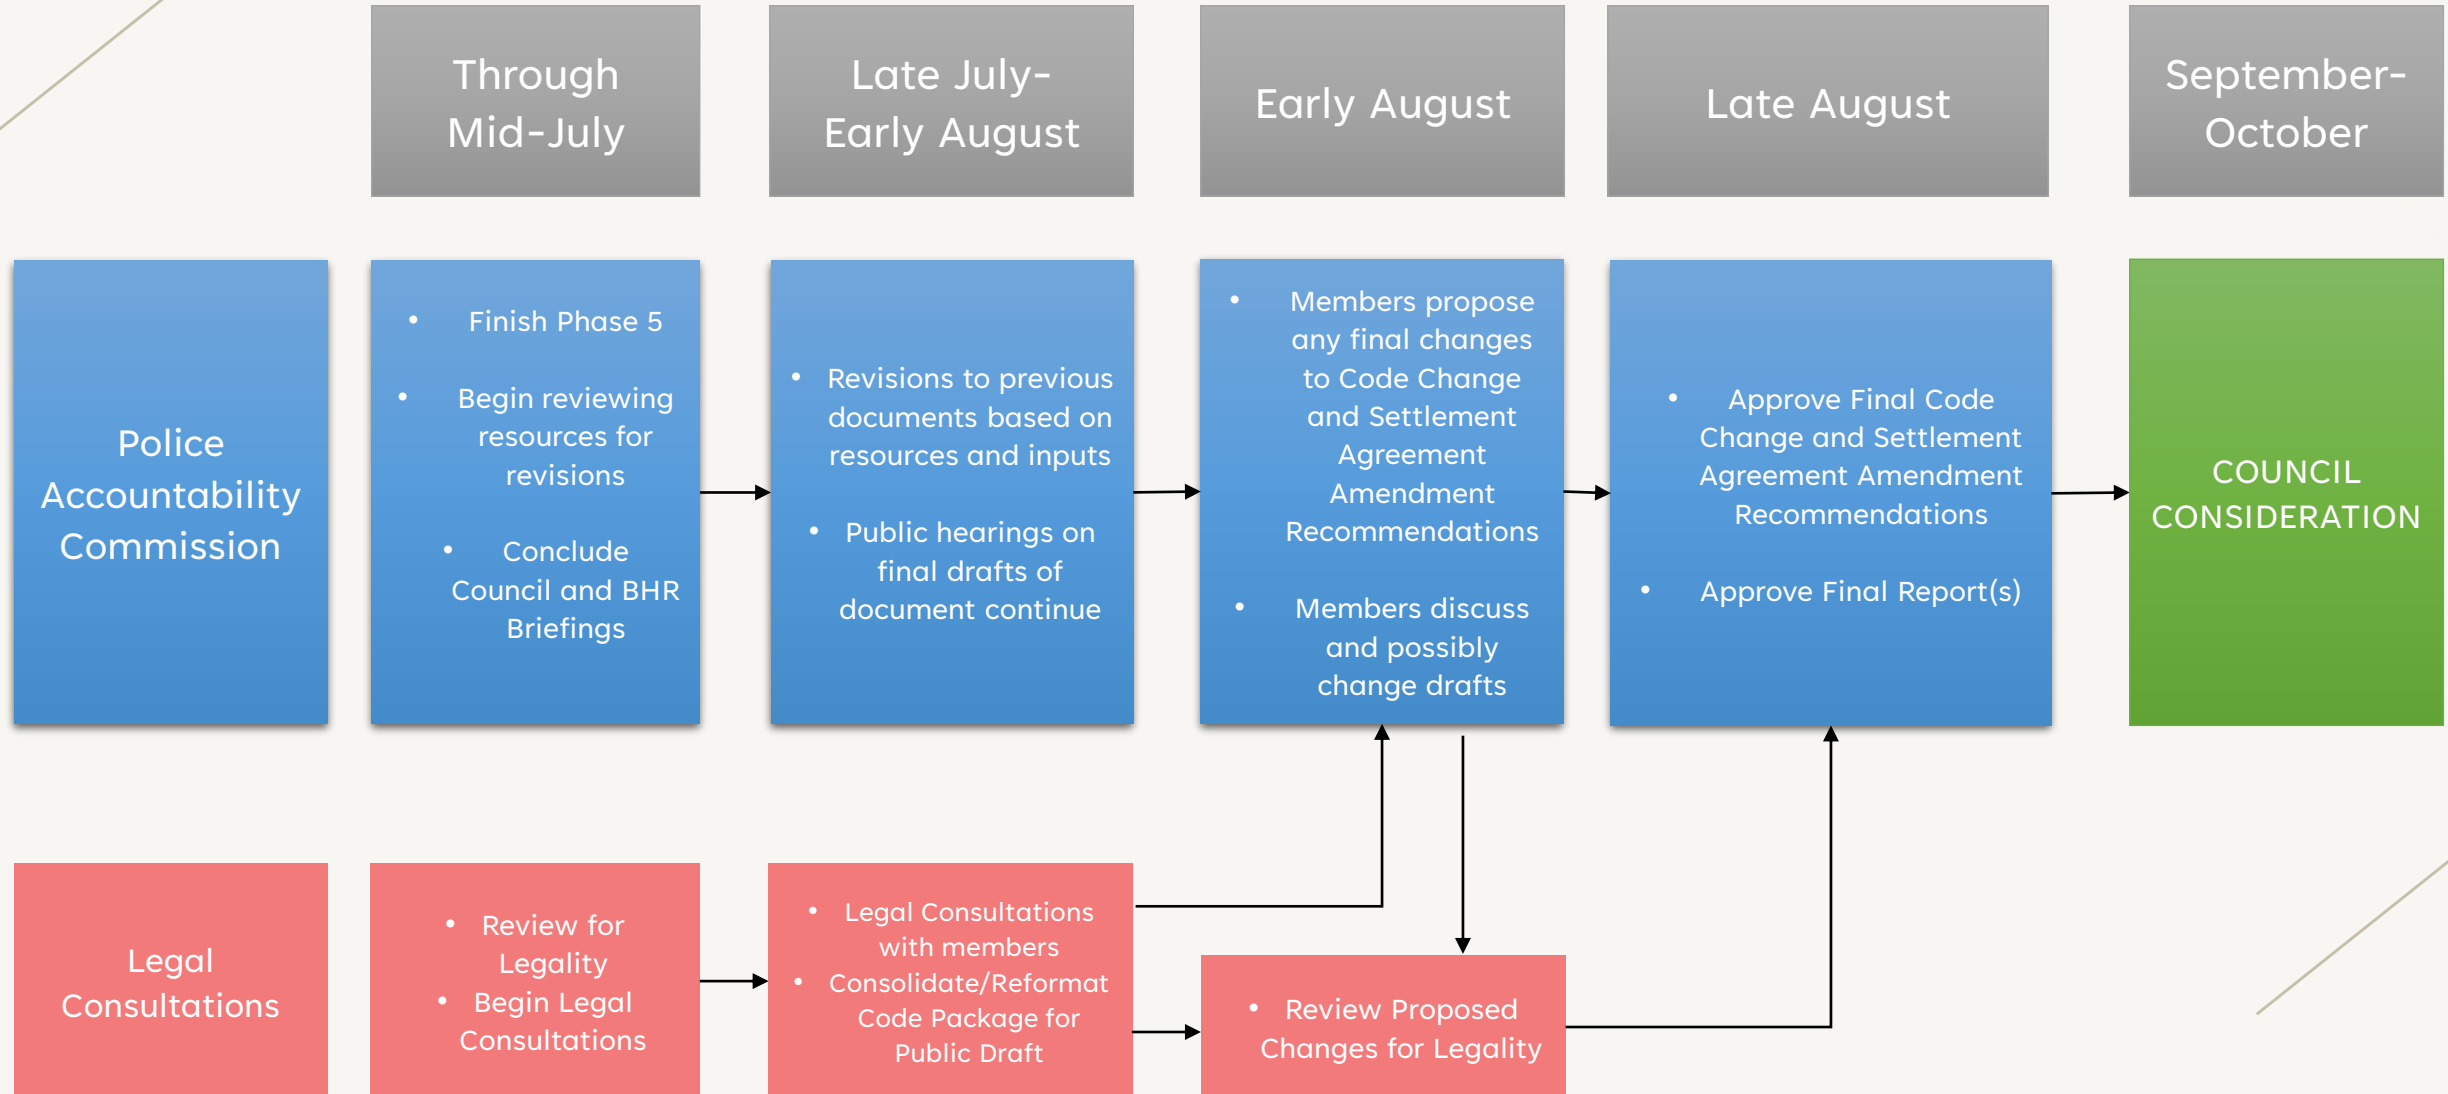 Through
Mid-July
Late July-
Early August
Early August
Late August
September-
October
Police
Accountability
Commission
• Finish Phase 5
• Begin reviewing
resources for
revisions
• Conclude
Council and BHR
Briefings
• Revisions to previous
documents based on
resources and inputs
• Public hearings on
final drafts of
document continue
• Members propose
any final changes
to Code Change
and Settlement
Agreement
Amendment
Recommendations
• Members discuss
and possibly
change drafts
• Approve Final Code
Change and Settlement
Agreement Amendment
Recommendations
• Approve Final Report(s)
COUNCIL
CONSIDERATION
Legal
Consultations
• Review for
Legality
• Begin Legal
Consultations
• Legal Consultations
with members
• Consolidate/Reformat
Code Package for
Public Draft
• Review Proposed
Changes for Legality